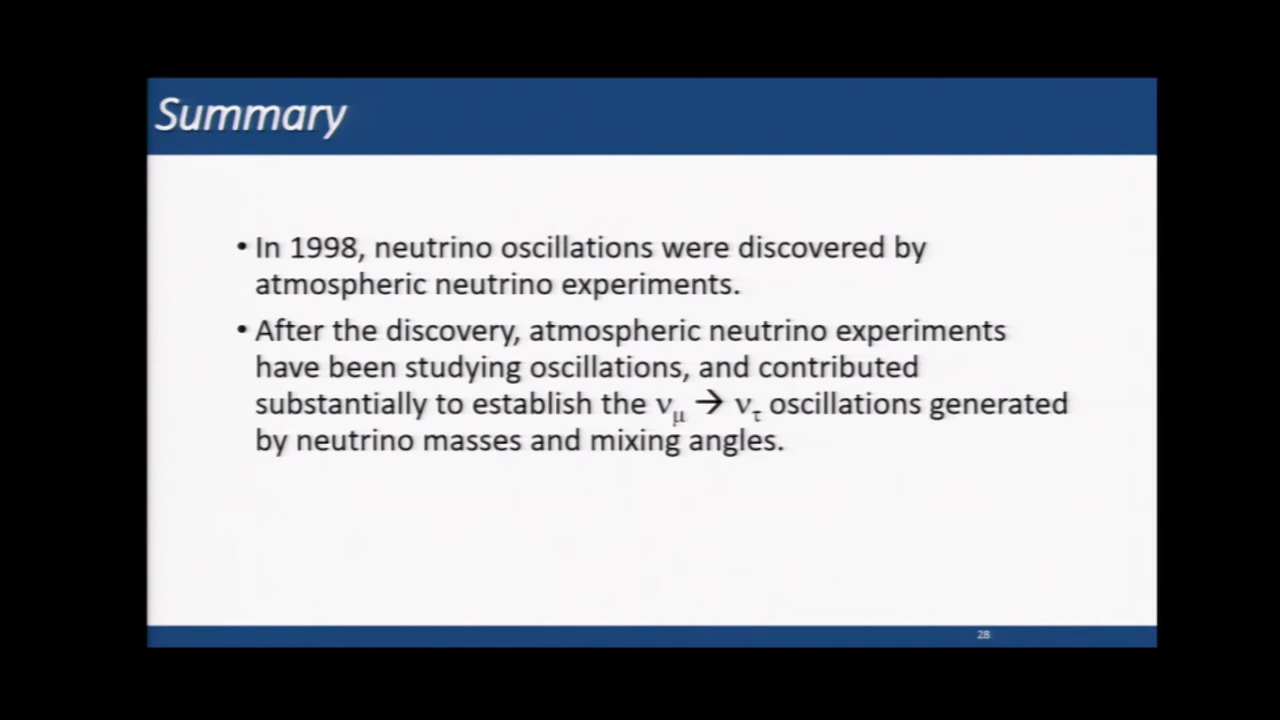 Summary
• In 1998, neutrino oscillations were discovered by
atmospheric neutrino experiments.
• After the discovery, atmospheric neutrino experiments
have been studying oscillations, and contributed
substantially to establish the νμ → ντ oscillations generated
by neutrino masses and mixing angles.
28